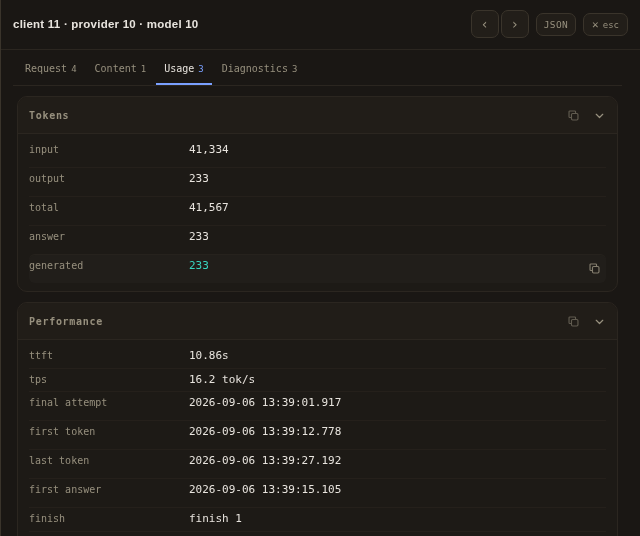 client 11 · provider 10 · model 10
‹ › JSON × esc
Request 4 Content 1 Usage 3 Diagnostics 3
Tokens
input 41,334
output 233
total 41,567
answer 233
generated 233
Performance
ttft 10.86s
tps 16.2 tok/s
final attempt 2026-09-06 13:39:01.917
first token 2026-09-06 13:39:12.778
last token 2026-09-06 13:39:27.192
first answer 2026-09-06 13:39:15.105
finish finish 1